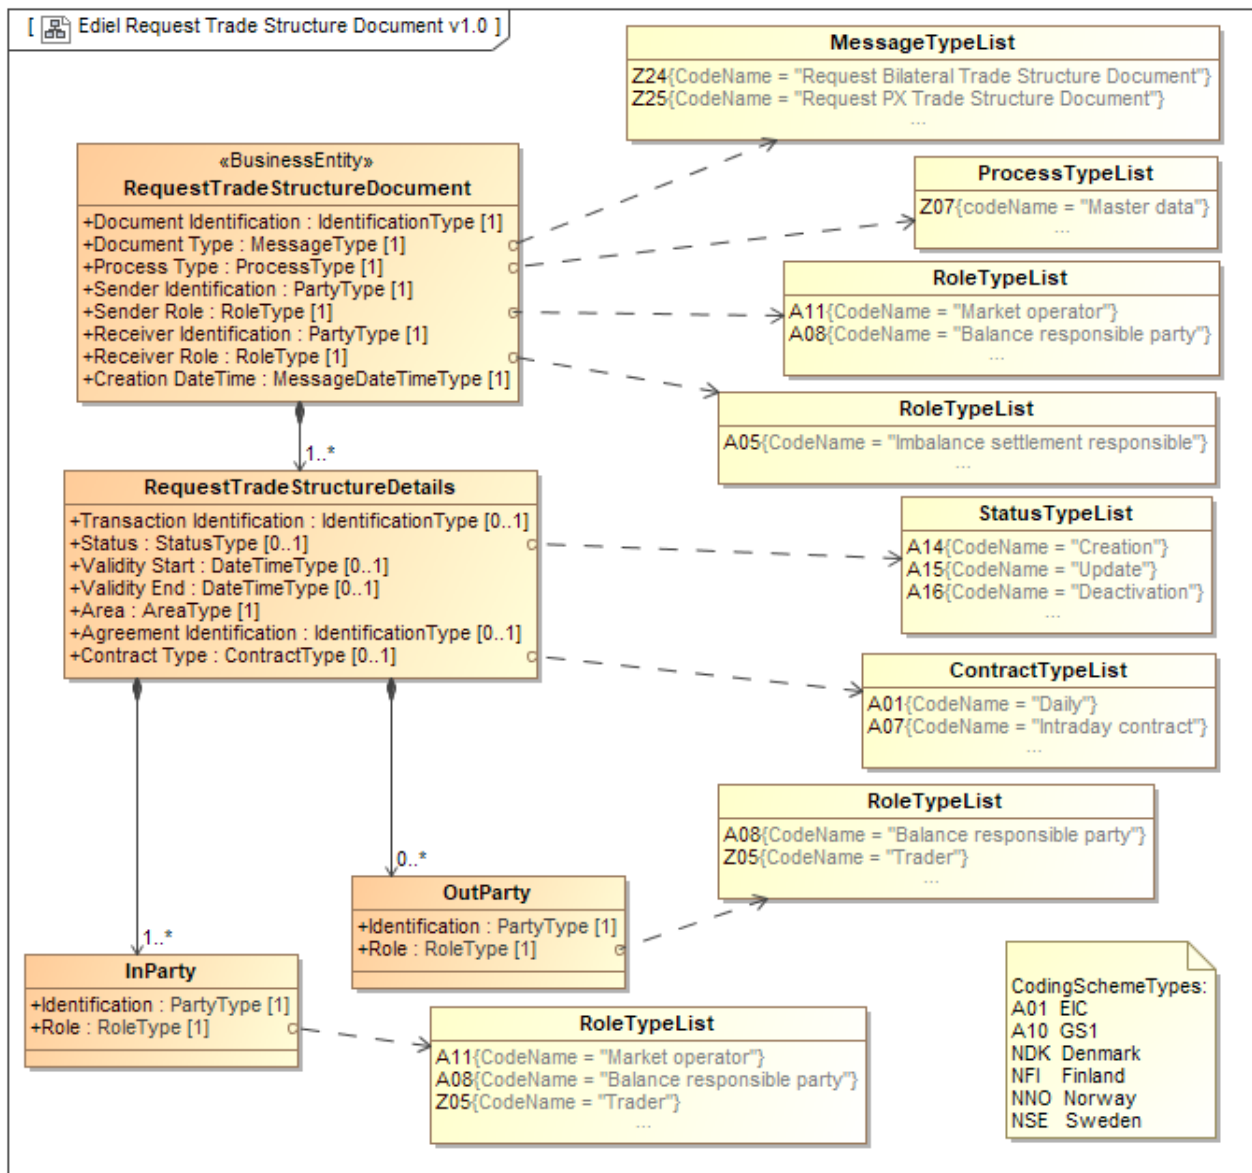 [ Ediel Request Trade Structure Document v1.0 ]
MessageTypeList
Z24{CodeName = "Request Bilateral Trade Structure Document"}
Z25{CodeName = "Request PX Trade Structure Document"}
...
«BusinessEntity»
RequestTradeStructureDocument
+Document Identification : IdentificationType [1]
+Document Type : MessageType [1]
+Process Type : ProcessType [1]
+Sender Identification : PartyType [1]
+Sender Role : RoleType [1]
+Receiver Identification : PartyType [1]
+Receiver Role : RoleType [1]
+Creation DateTime : MessageDateTimeType [1]
ProcessTypeList
Z07{codeName = "Master data"}
...
RoleTypeList
A11{CodeName = "Market operator"}
A08{CodeName = "Balance responsible party"}
...
RoleTypeList
A05{CodeName = "Imbalance settlement responsible"}
...
1..*
RequestTradeStructureDetails
+Transaction Identification : IdentificationType [0..1]
+Status : StatusType [0..1]
+Validity Start : DateTimeType [0..1]
+Validity End : DateTimeType [0..1]
+Area : AreaType [1]
+Agreement Identification : IdentificationType [0..1]
+Contract Type : ContractType [0..1]
StatusTypeList
A14{CodeName = "Creation"}
A15{CodeName = "Update"}
A16{CodeName = "Deactivation"}
...
ContractTypeList
A01{CodeName = "Daily"}
A07{CodeName = "Intraday contract"}
...
RoleTypeList
A08{CodeName = "Balance responsible party"}
Z05{CodeName = "Trader"}
...
0..*
OutParty
+Identification : PartyType [1]
+Role : RoleType [1]
1..*
InParty
+Identification : PartyType [1]
+Role : RoleType [1]
RoleTypeList
A11{CodeName = "Market operator"}
A08{CodeName = "Balance responsible party"}
Z05{CodeName = "Trader"}
...
CodingSchemeTypes:
A01 EIC
A10 GS1
NDK Denmark
NFI Finland
NNO Norway
NSE Sweden